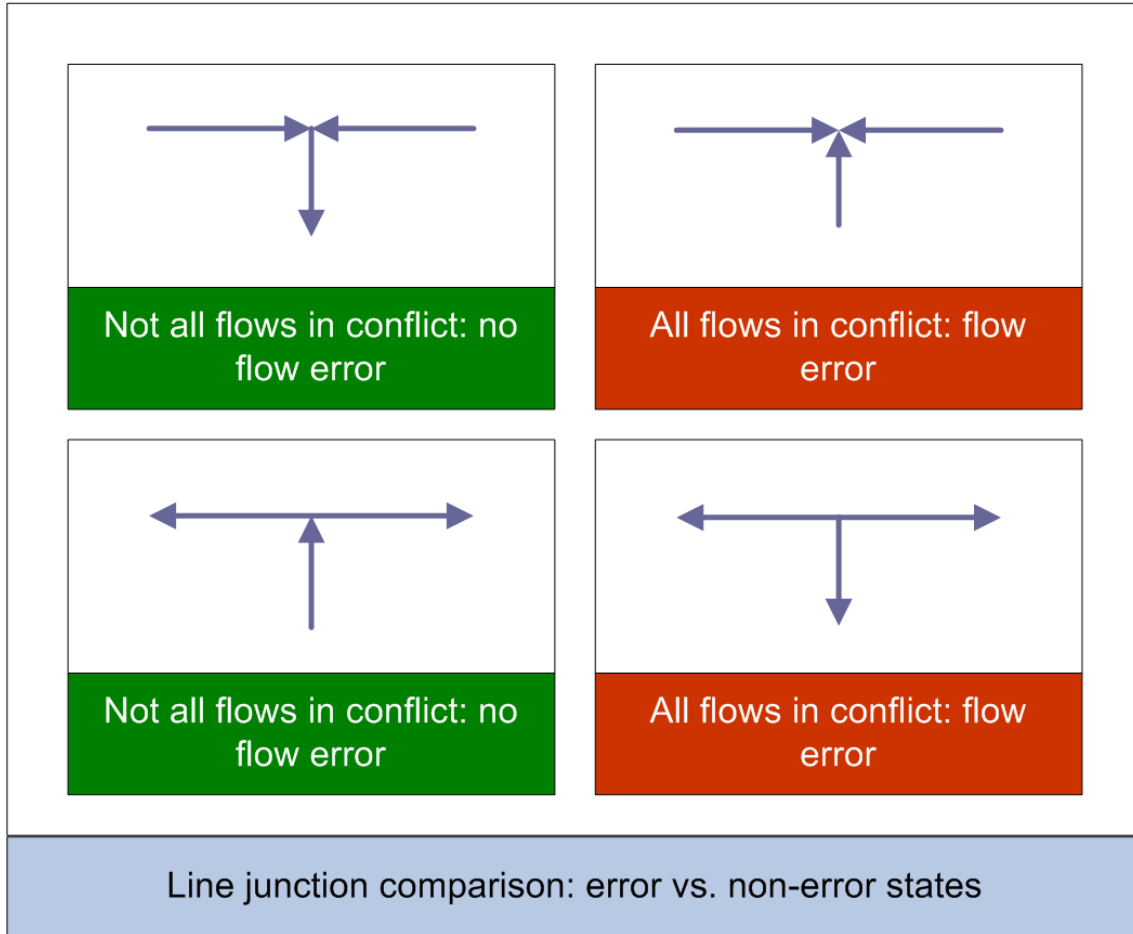 Not all flows in conflict: no
flow error
All flows in conflict: flow
error
Not all flows in conflict: no
flow error
All flows in conflict: flow
error
Line junction comparison: error vs. non-error states